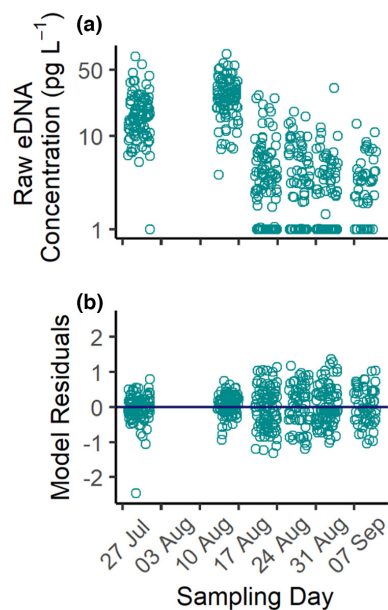 (a)
Raw eDNA
Concentration (pg L⁻¹)
50
10
1
(b)
Model Residuals
2
1
0
-1
-2
27 Jul
03 Aug
10 Aug
17 Aug
24 Aug
31 Aug
07 Sep
Sampling Day